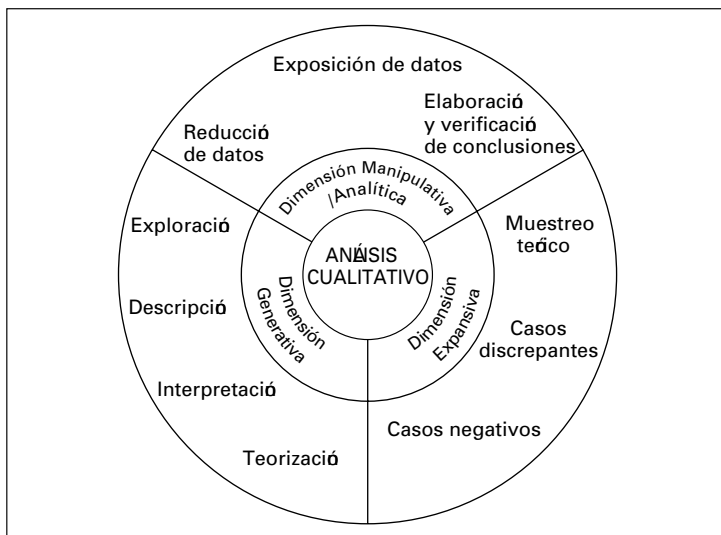 Exposición de datos
Elaboració
y verificació
de conclusiones
Reducció
de datos
Dimensión Manipulativa
/Analítica
Exploració
Descripció
Interpretació
Teorizació
Dimensión
Generativa
ANÁISIS
CUALITATIVO
Dimensión
Expansiva
Muestreo
teóico
Casos
discrepantes
Casos negativos